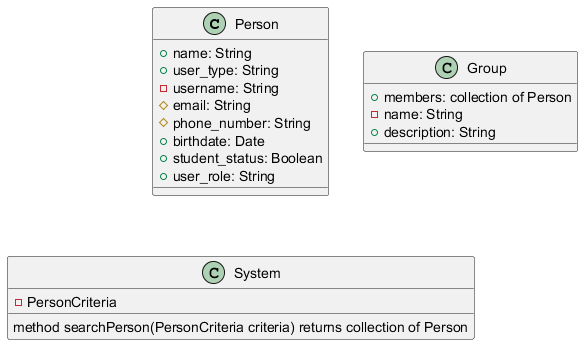 C Person
name: String
user_type: String
username: String
email: String
phone_number: String
birthdate: Date
student_status: Boolean
user_role: String
C Group
members: collection of Person
name: String
description: String
C System
PersonCriteria
method searchPerson(PersonCriteria criteria) returns collection of Person